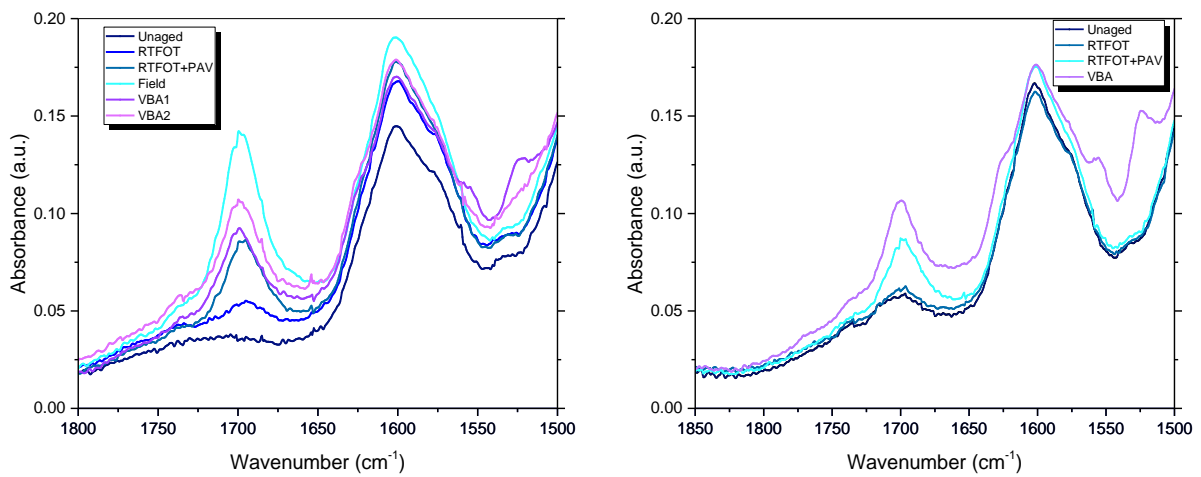 0.20
0.15
0.10
0.05
0.00
Absorbance (a.u.)
Unaged
RTFOT
RTFOT+PAV
Field
VBA1
VBA2
1800 1750 1700 1650 1600 1550 1500
Wavenumber (cm-1)
0.20
0.15
0.10
0.05
0.00
Absorbance (a.u.)
Unaged
RTFOT
RTFOT+PAV
VBA
1850 1800 1750 1700 1650 1600 1550 1500
Wavenumber (cm-1)